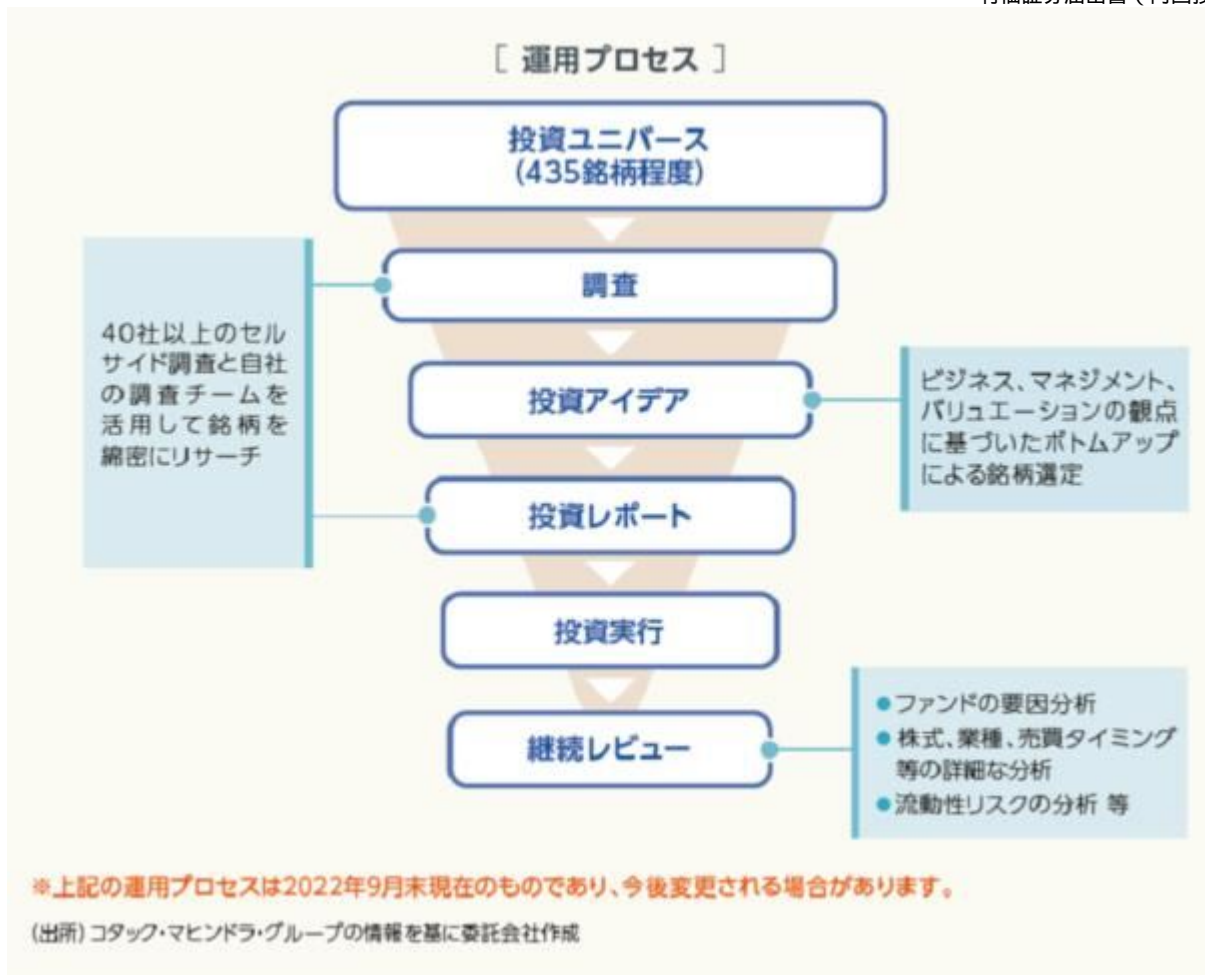 [ 運用プロセス ]
投資ユニバース
(435銘柄程度)
調査
40社以上のセル
サイド調査と自社
の調査チームを
活用して銘柄を
綿密にリサーチ
投資アイデア
ビジネス、マネジメント、
バリュエーションの観点
に基づいたボトムアップ
による銘柄選定
投資レポート
投資実行
継続レビュー
●ファンドの要因分析
●株式、業種、売買タイミング
等の詳細な分析
●流動性リスクの分析 等
※上記の運用プロセスは2022年9月末現在のものであり、今後変更される場合があります。
(出所)コタック・マヒンドラ・グループの情報を基に委託会社作成